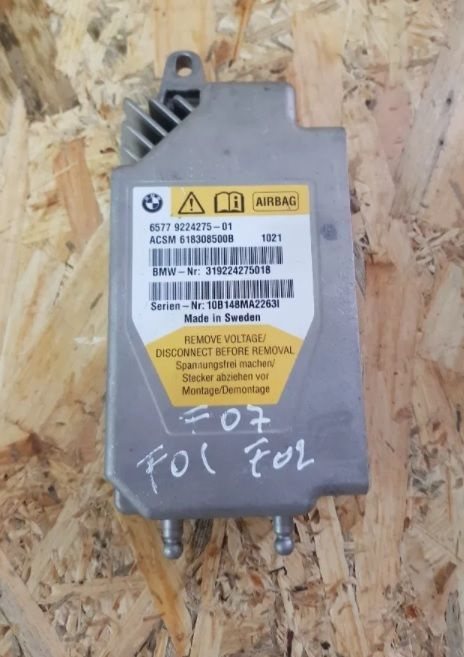 BMW
AIRBAG
6577 9224275-01
ACSM 618308500B 1021
BMW-Nr: 319224275018
Serien-Nr: 10B148MA2263I
Made in Sweden
REMOVE VOLTAGE/
DISCONNECT BEFORE REMOVAL
Spannungsfrei machen/
Stecker abziehen vor
Montage/Demontage
F07
F01 F02